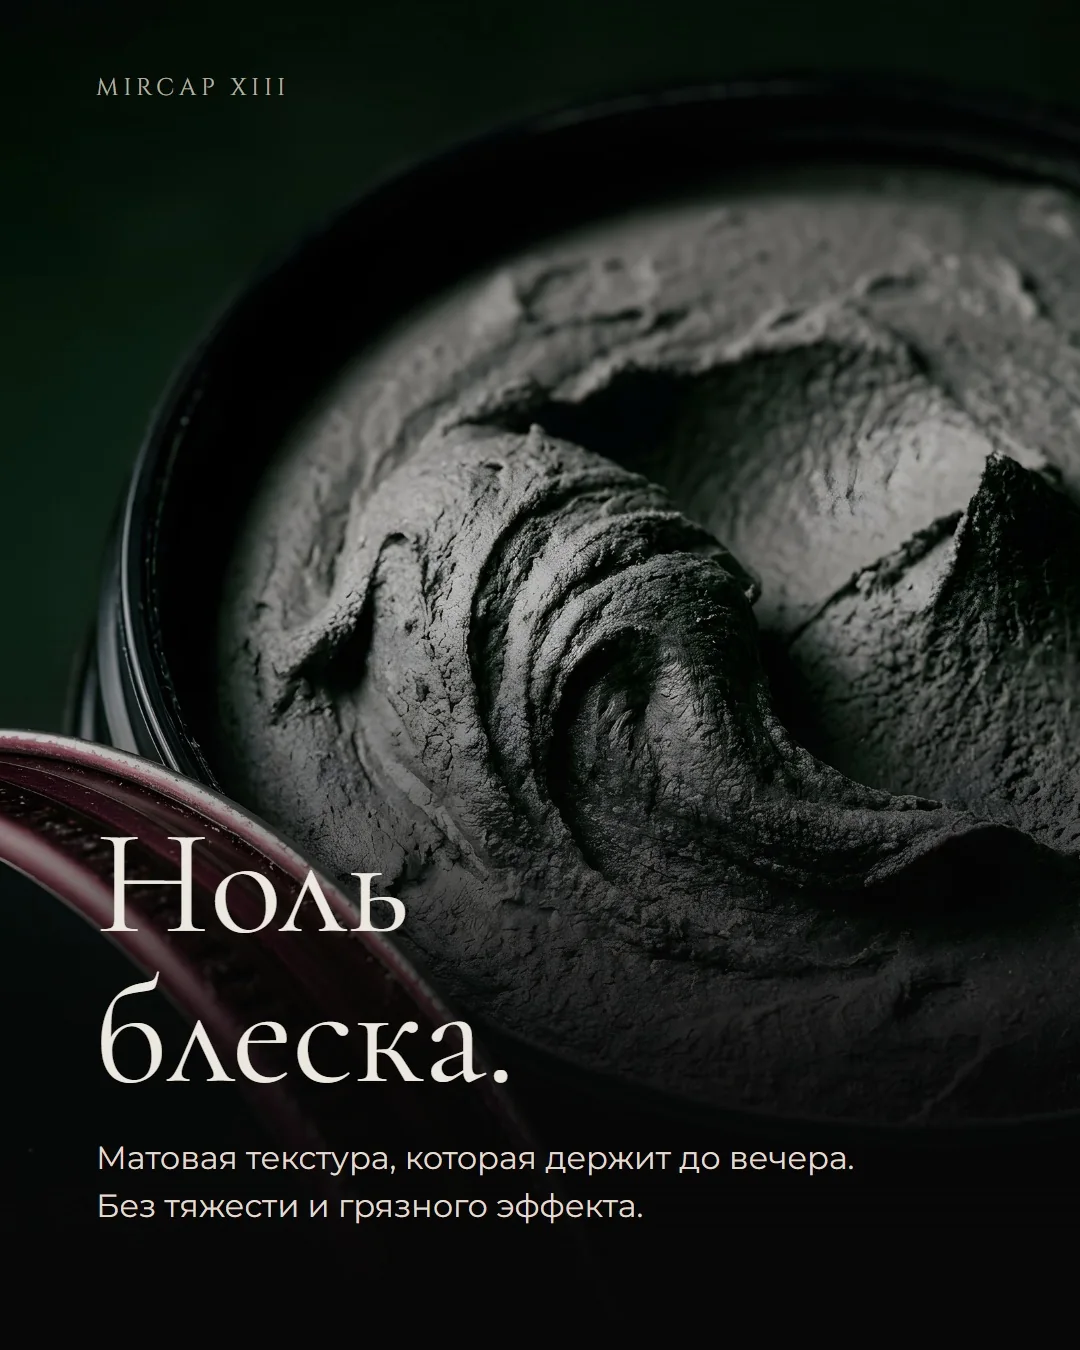 MIRCAP XIII
Ноль
блеска.
Матовая текстура, которая держит до вечера.
Без тяжести и грязного эффекта.